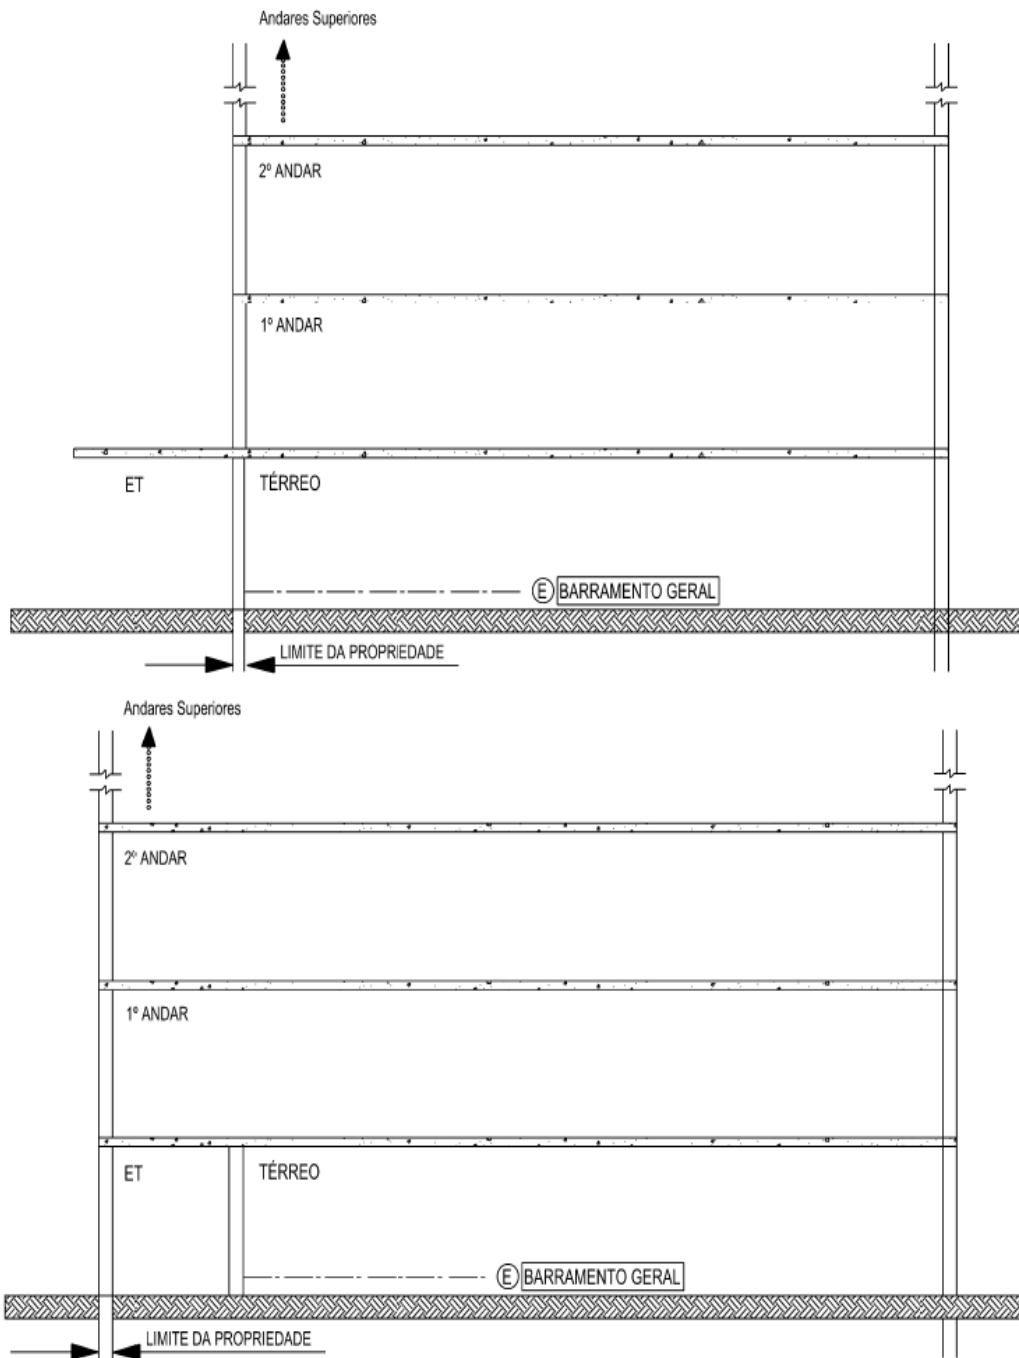 Andares Superiores
2º ANDAR
1º ANDAR
ET TÉRREO
E BARRAMENTO GERAL
LIMITE DA PROPRIEDADE
Andares Superiores
2º ANDAR
1º ANDAR
ET TÉRREO
E BARRAMENTO GERAL
LIMITE DA PROPRIEDADE